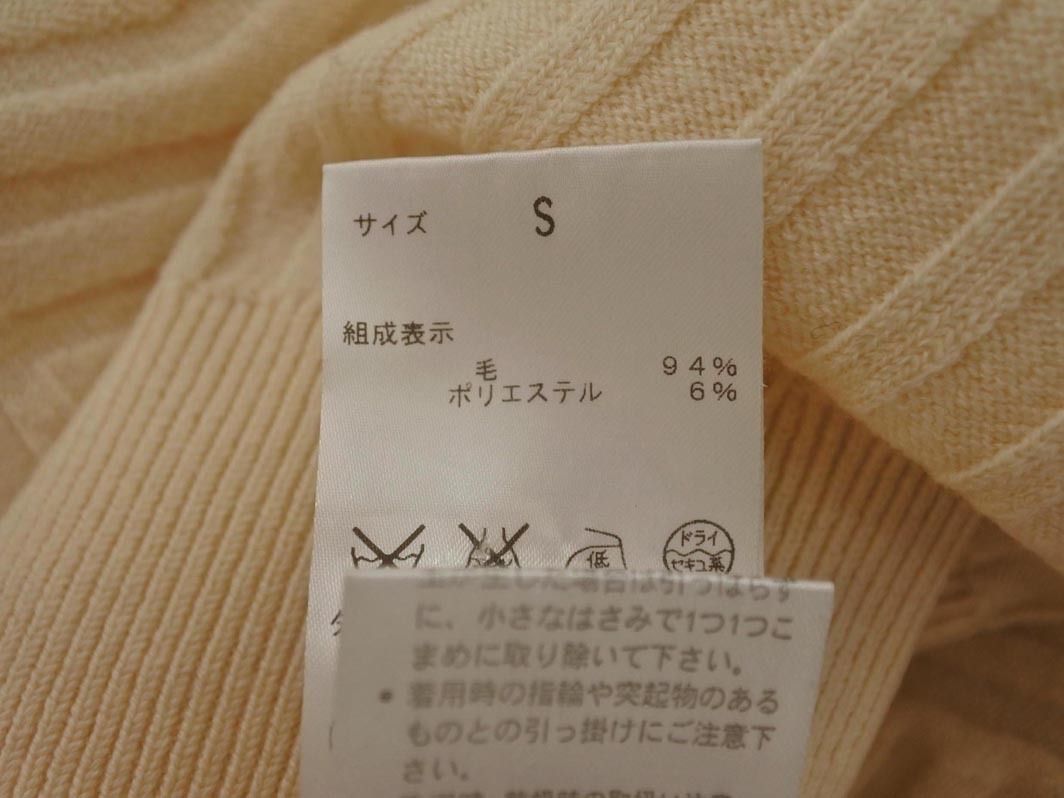 サイズ S
組成表示
毛 94%
ポリエステル 6%
低
ドライ
セキユ系
に、小さなはさみで1つ1つこ
まめに取り除いて下さい。
● 着用時の指輪や突起物のある
ものとの引っ掛けにご注意下
さい。